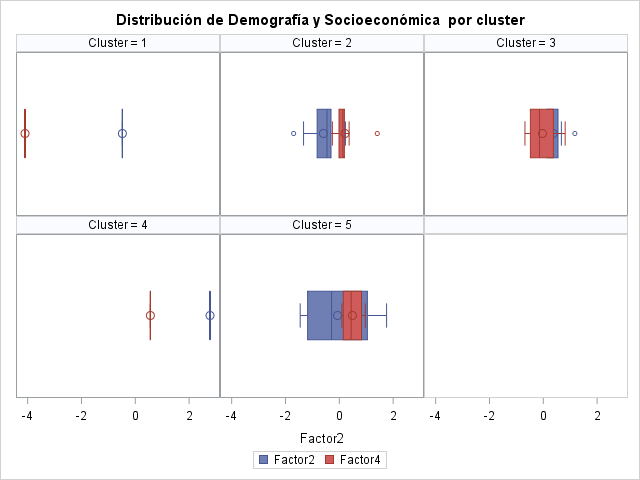 Distribución de Demografía y Socioeconómica por cluster
Cluster = 1
Cluster = 2
Cluster = 3
Cluster = 4
Cluster = 5
-4 -2 0 2 -4 -2 0 2 -4 -2 0 2
Factor2
Factor2 Factor4